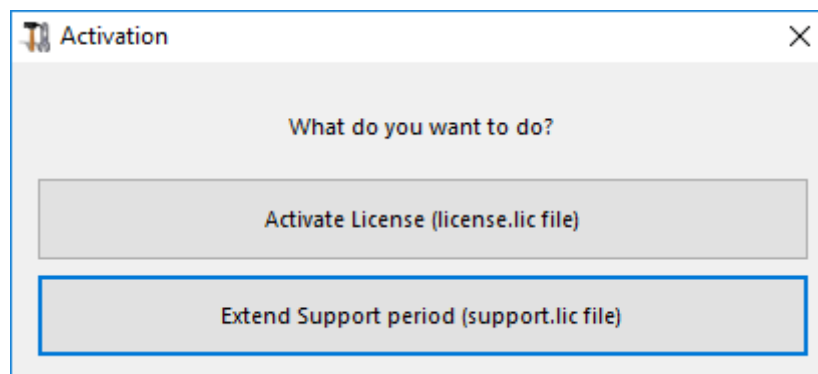 Activation
What do you want to do?
Activate License (license.lic file)
Extend Support period (support.lic file)